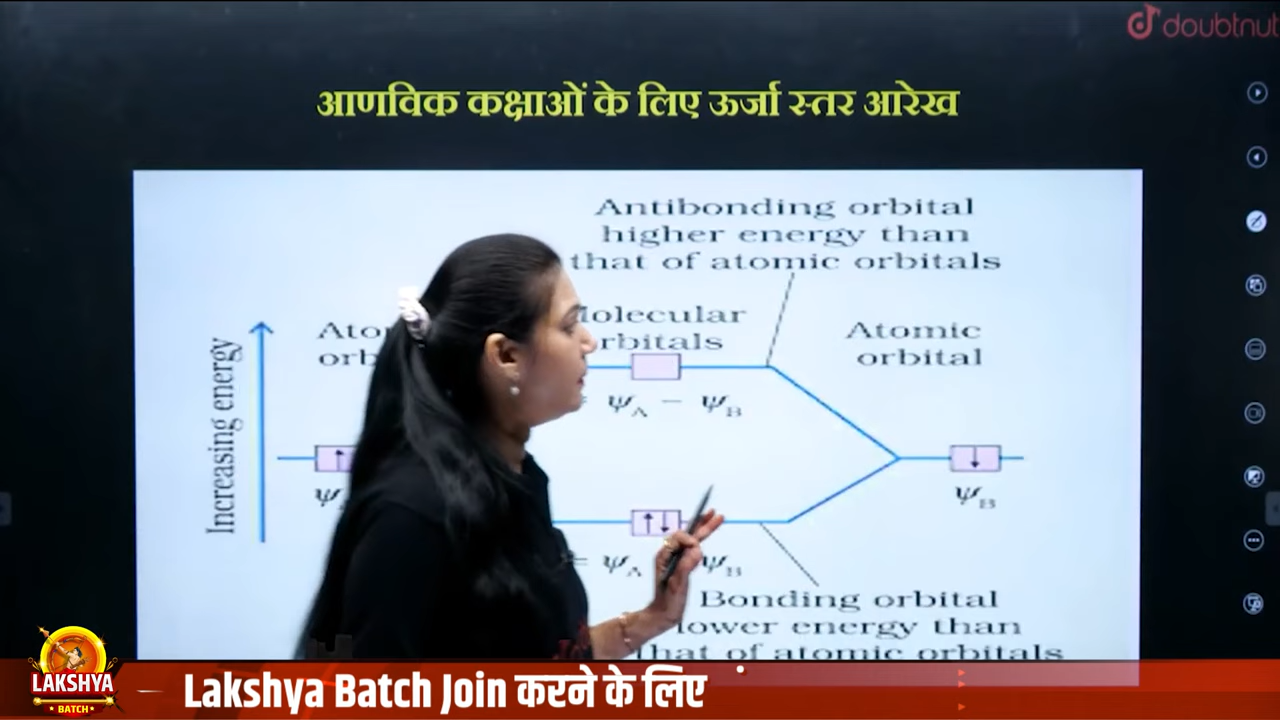 doubtnut
आणविक कक्षाओं के लिए ऊर्जा स्तर आरेख
Antibonding orbital
higher energy than
that of atomic orbitals
Molecular
orbitals
Atomic
orbital
Increasing energy
ψA − ψB
ψB
= ψA ψB
Bonding orbital
lower energy than
that of atomic orbitals
LAKSHYA
BATCH
Lakshya Batch Join करने के लिए